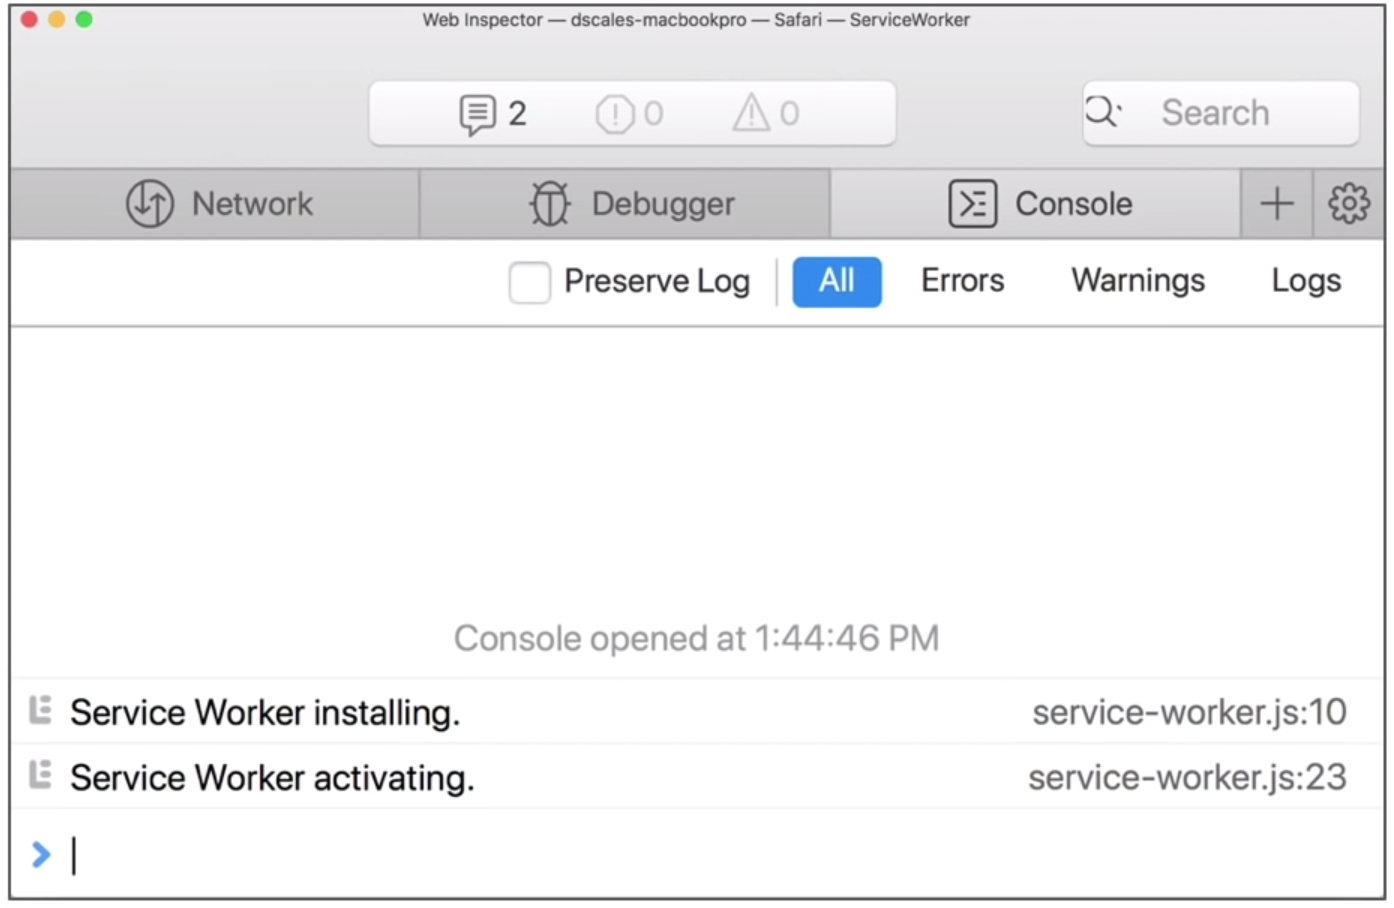 Web Inspector — dscales-macbookpro — Safari — ServiceWorker
2 0 0 Search
Network Debugger Console
Preserve Log All Errors Warnings Logs
Console opened at 1:44:46 PM
Service Worker installing. service-worker.js:10
Service Worker activating. service-worker.js:23